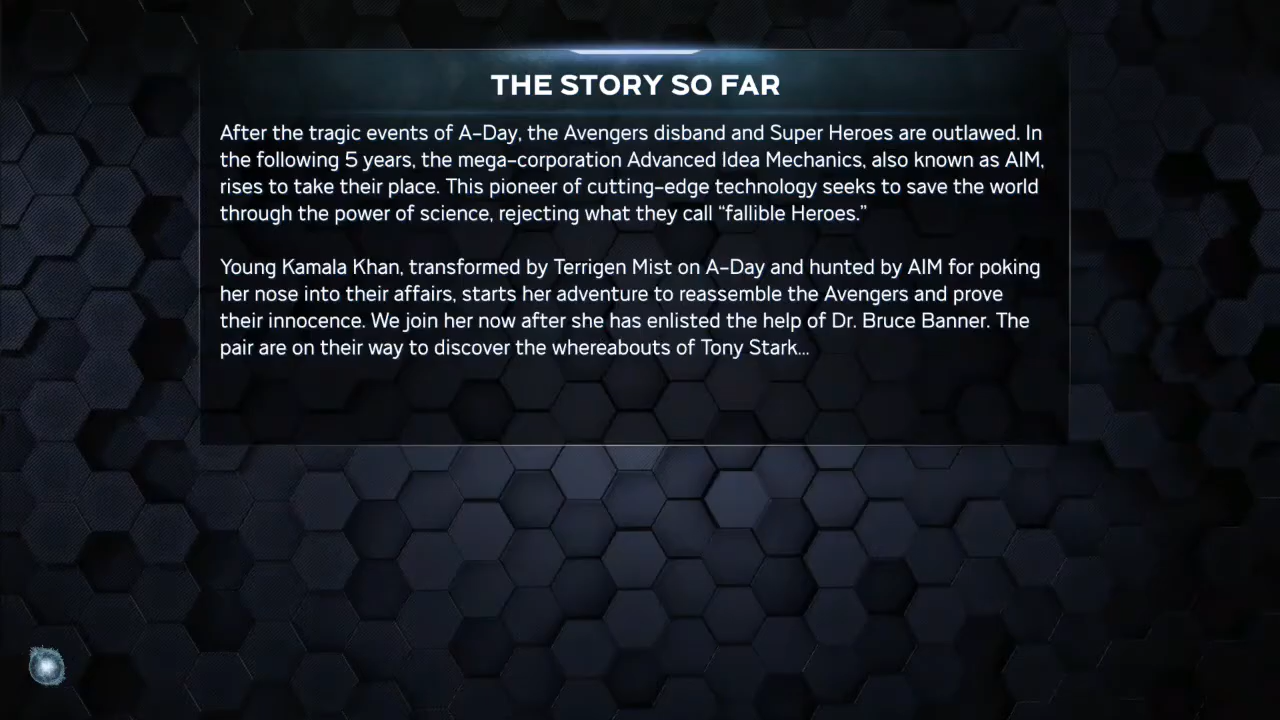 THE STORY SO FAR
After the tragic events of A-Day, the Avengers disband and Super Heroes are outlawed. In
the following 5 years, the mega-corporation Advanced Idea Mechanics, also known as AIM,
rises to take their place. This pioneer of cutting-edge technology seeks to save the world
through the power of science, rejecting what they call “fallible Heroes.”
Young Kamala Khan, transformed by Terrigen Mist on A-Day and hunted by AIM for poking
her nose into their affairs, starts her adventure to reassemble the Avengers and prove
their innocence. We join her now after she has enlisted the help of Dr. Bruce Banner. The
pair are on their way to discover the whereabouts of Tony Stark...